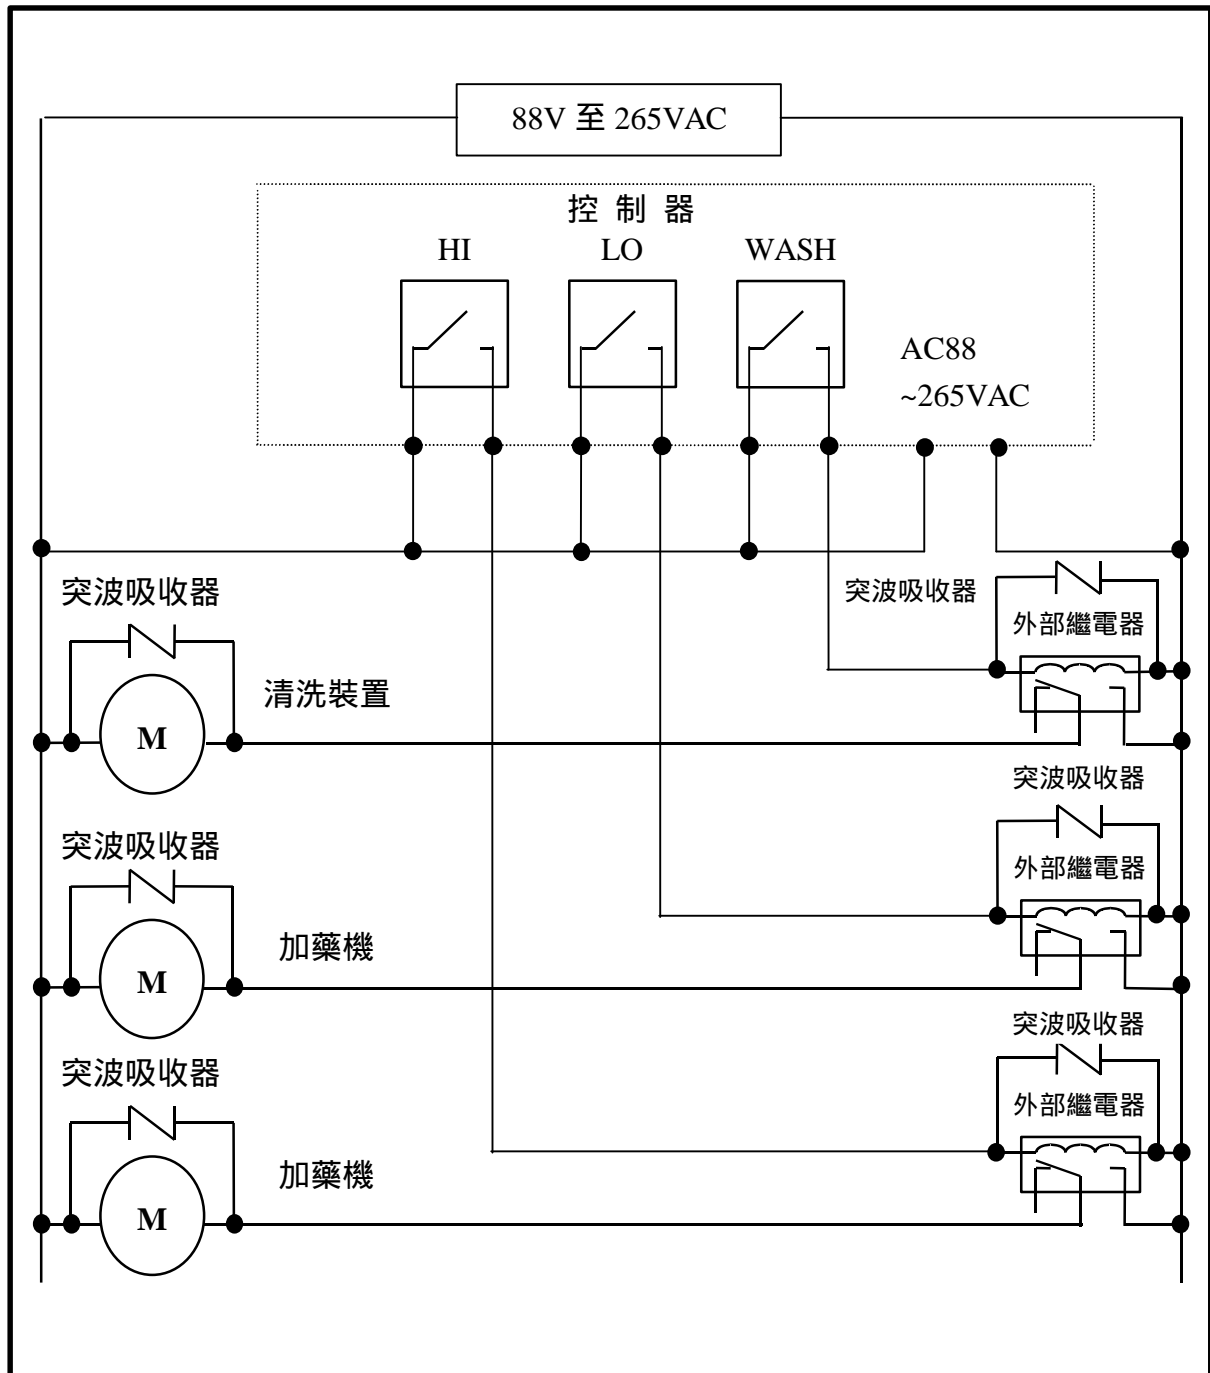 88V 至 265VAC
控 制 器
HI LO WASH
AC88
~265VAC
突波吸收器
突波吸收器
外部繼電器
清洗裝置
M
突波吸收器
突波吸收器
外部繼電器
加藥機
M
突波吸收器
突波吸收器
外部繼電器
加藥機
M